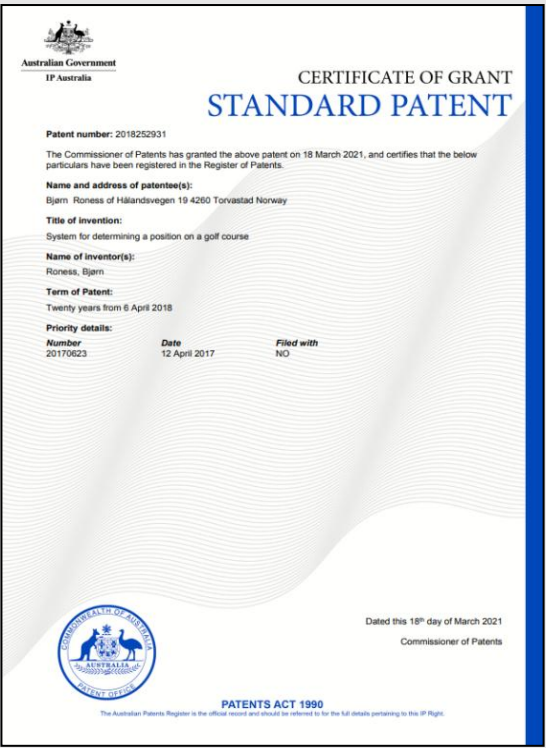 Australian Government
IP Australia
CERTIFICATE OF GRANT
STANDARD PATENT
Patent number: 2018252931
The Commissioner of Patents has granted the above patent on 18 March 2021, and certifies that the below
particulars have been registered in the Register of Patents.
Name and address of patentee(s):
Bjørn Roness of Hålandsvegen 19 4260 Torvastad Norway
Title of invention:
System for determining a position on a golf course
Name of inventor(s):
Roness, Bjørn
Term of Patent:
Twenty years from 6 April 2018
Priority details:
Number Date Filed with
20170623 12 April 2017 NO
Dated this 18th day of March 2021
Commissioner of Patents
COMMONWEALTH OF AUSTRALIA
AUSTRALIA
PATENT OFFICE
PATENTS ACT 1990
The Australian Patents Register is the official record and should be referred to for the full details pertaining to this IP Right.